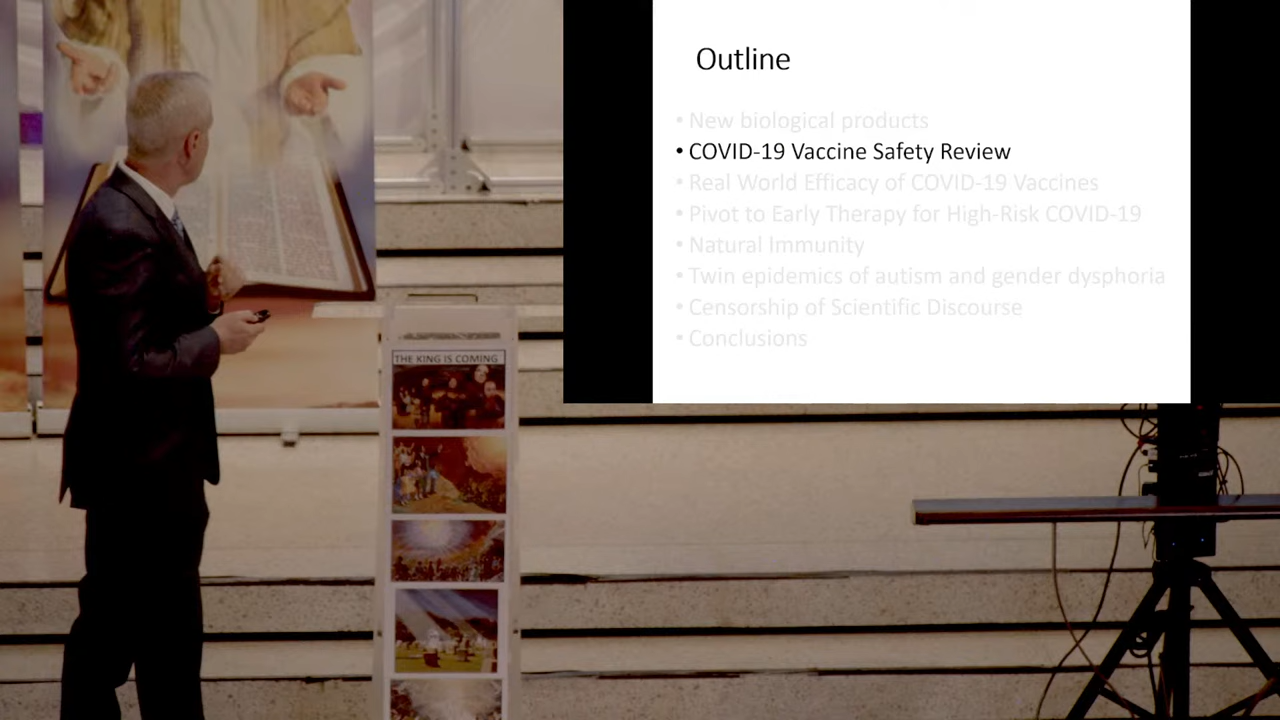 Outline
• New biological products
• COVID-19 Vaccine Safety Review
• Real World Efficacy of COVID-19 Vaccines
• Pivot to Early Therapy for High-Risk COVID-19
• Natural Immunity
• Twin epidemics of autism and gender dysphoria
• Censorship of Scientific Discourse
• Conclusions
THE KING IS COMING